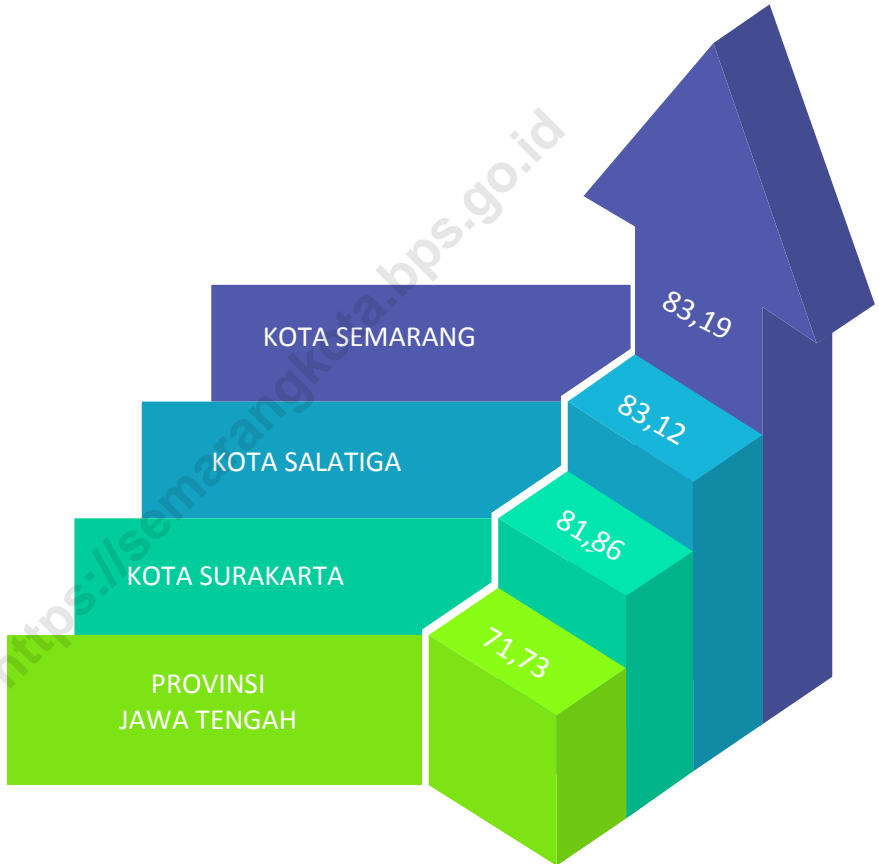 KOTA SEMARANG
83,19
KOTA SALATIGA
83,12
KOTA SURAKARTA
81,86
PROVINSI
JAWA TENGAH
71,73
https://semarangkota.bps.go.id